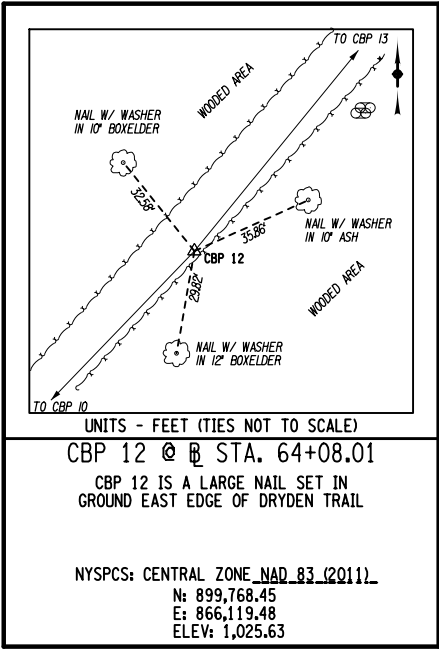 TO CBP 13
WOODED AREA
NAIL W/ WASHER
IN 10" BOXELDER
32.58'
NAIL W/ WASHER
IN 10" ASH
35.86'
CBP 12
29.82'
WOODED AREA
NAIL W/ WASHER
IN 12" BOXELDER
TO CBP 10
UNITS - FEET (TIES NOT TO SCALE)
CBP 12 @ BL STA. 64+08.01
CBP 12 IS A LARGE NAIL SET IN
GROUND EAST EDGE OF DRYDEN TRAIL
NYSPCS: CENTRAL ZONE NAD 83 (2011)
N: 899,768.45
E: 866,119.48
ELEV: 1,025.63